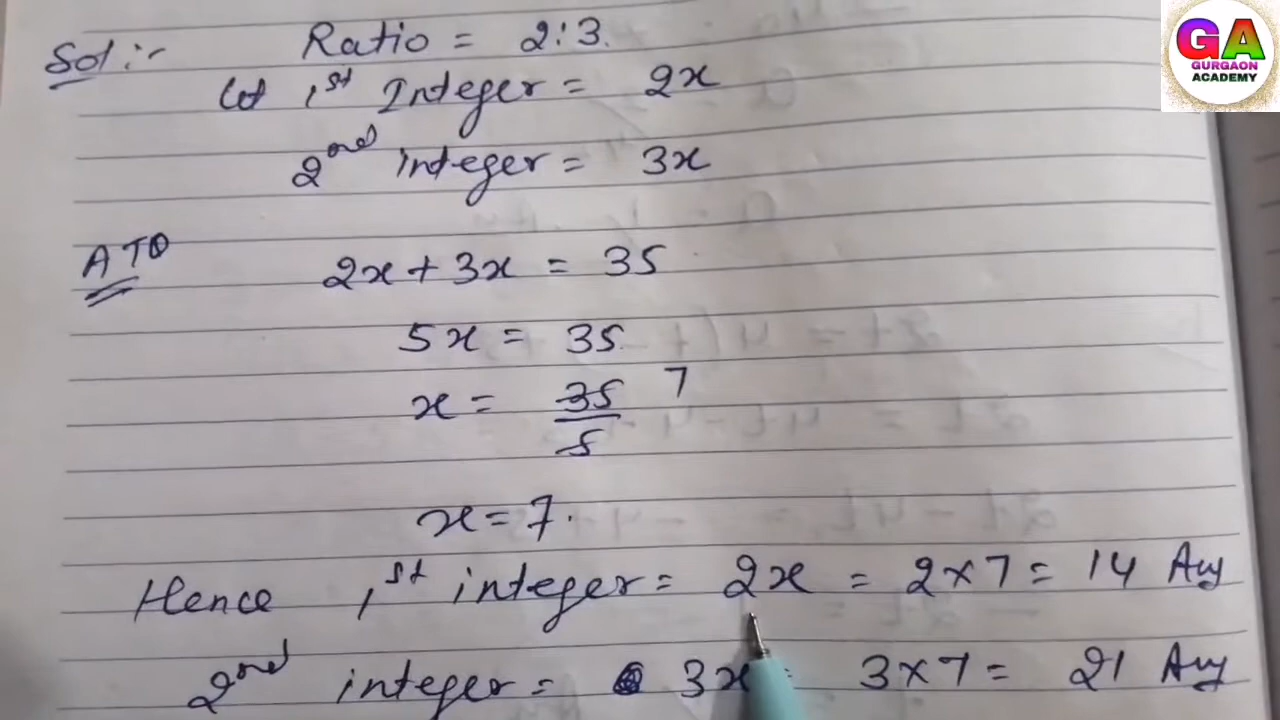 GA
GURGAON
ACADEMY
Sol:- Ratio = 2:3.
Let 1st Integer = 2x
2nd integer = 3x
ATQ
2x + 3x = 35
5x = 35
x = 35/5 7
x = 7.
Hence 1st integer = 2x = 2×7 = 14 Ans
2nd integer = 3x = 3×7 = 21 Ans